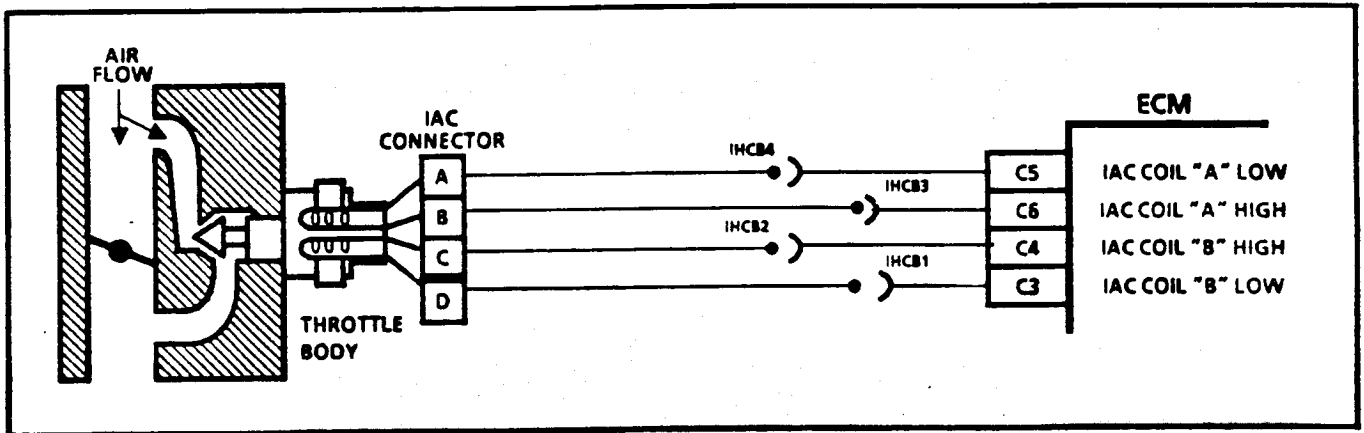 AIR
FLOW
IAC
CONNECTOR
THROTTLE
BODY
A
B
C
D
IHCB4
IHCB3
IHCB2
IHCB1
ECM
C5 IAC COIL "A" LOW
C6 IAC COIL "A" HIGH
C4 IAC COIL "B" HIGH
C3 IAC COIL "B" LOW